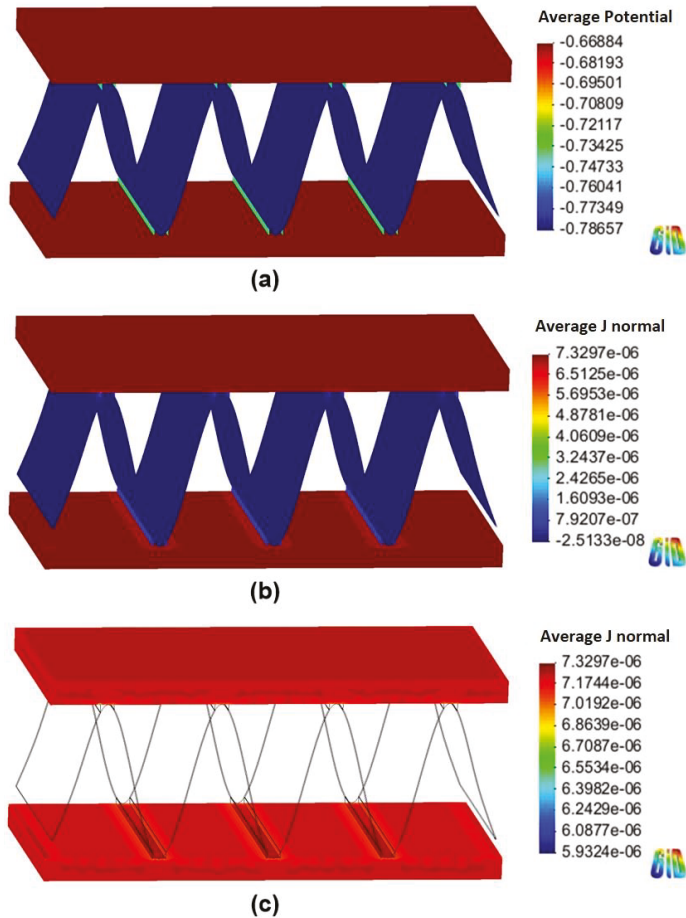 Average Potential
-0.66884
-0.68193
-0.69501
-0.70809
-0.72117
-0.73425
-0.74733
-0.76041
-0.77349
-0.78657
GiD
(a)
Average J normal
7.3297e-06
6.5125e-06
5.6953e-06
4.8781e-06
4.0609e-06
3.2437e-06
2.4265e-06
1.6093e-06
7.9207e-07
-2.5133e-08
GiD
(b)
Average J normal
7.3297e-06
7.1744e-06
7.0192e-06
6.8639e-06
6.7087e-06
6.5534e-06
6.3982e-06
6.2429e-06
6.0877e-06
5.9324e-06
GiD
(c)